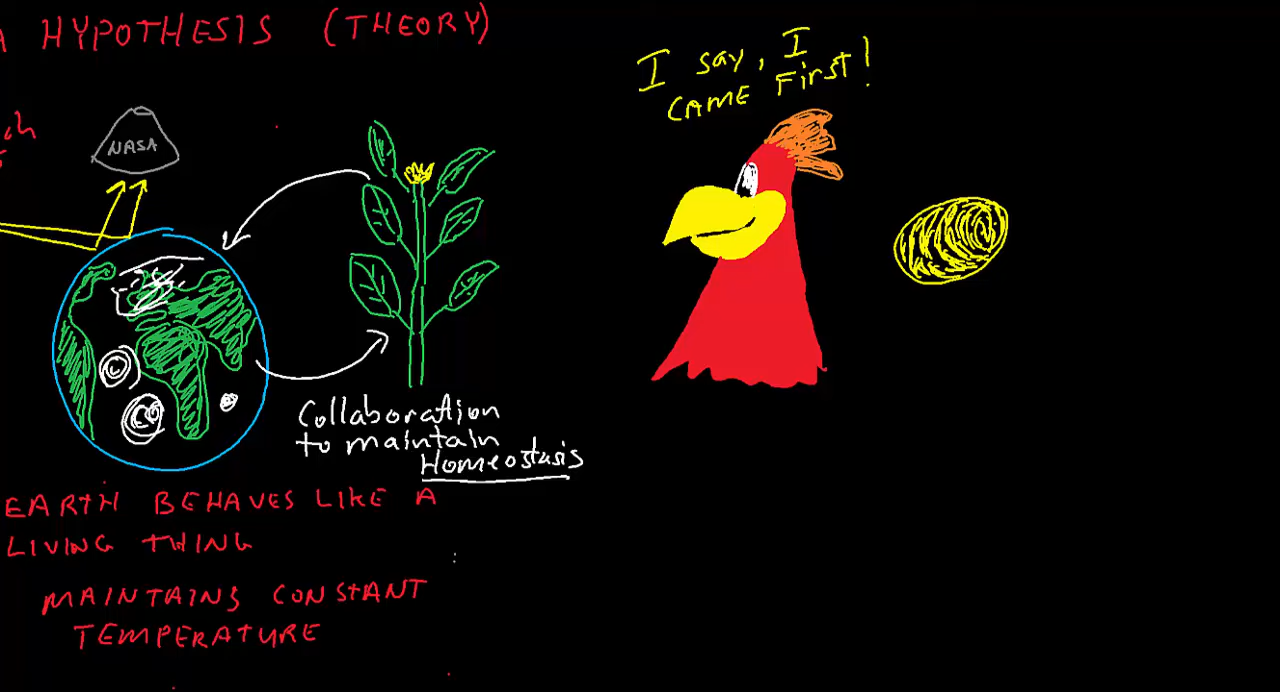 A HYPOTHESIS (THEORY)
I say, I
CAME First!
NASA
Collaboration
to maintain
Homeostasis
EARTH BEHAVES LIKE A
LIVING THING
MAINTAINS CONSTANT
TEMPERATURE